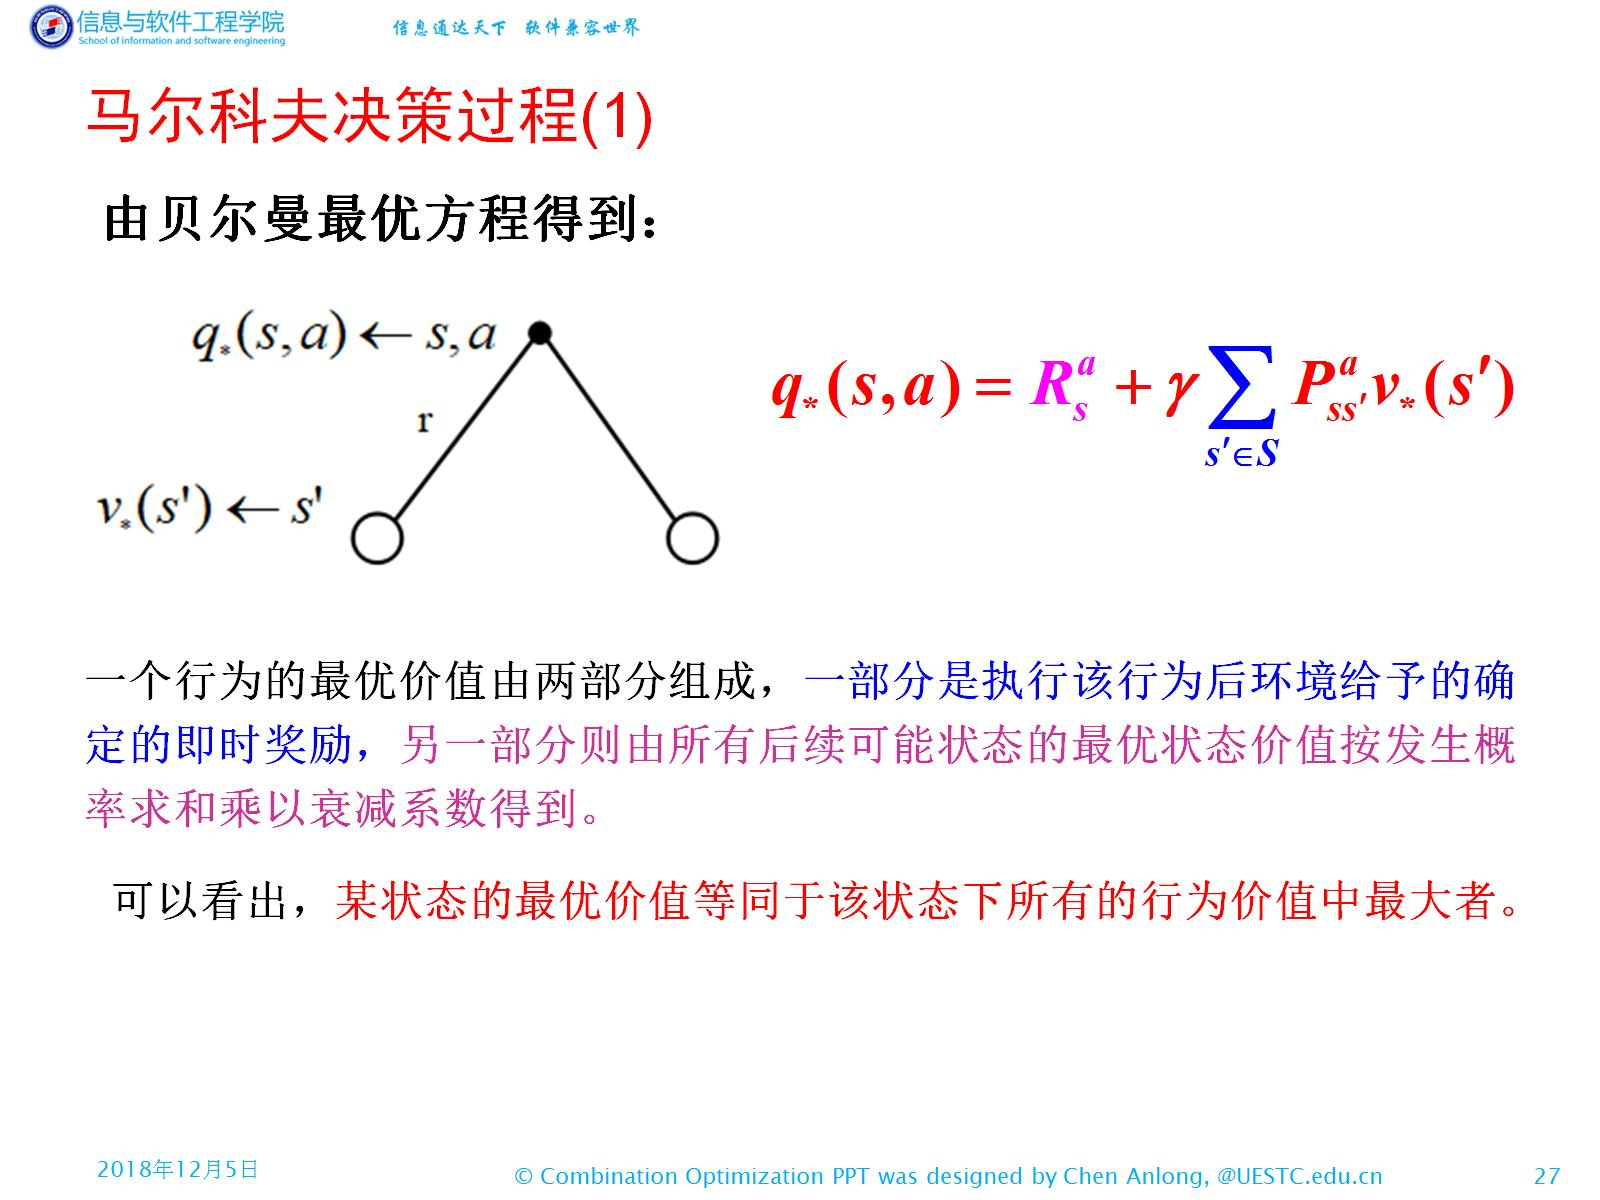 信息与软件工程学院
School of information and software engineering
信息通达天下 软件兼容世界
马尔科夫决策过程(1)
由贝尔曼最优方程得到：
q*(s,a) ← s,a
r
v*(s') ← s'
q*(s,a) = R_s^a + γ ∑_{s'∈S} P_{ss'}^a v*(s')
一个行为的最优价值由两部分组成，一部分是执行该行为后环境给予的确
定的即时奖励，另一部分则由所有后续可能状态的最优状态价值按发生概
率求和乘以衰减系数得到。
可以看出，某状态的最优价值等同于该状态下所有的行为价值中最大者。
2018年12月5日
© Combination Optimization PPT was designed by Chen Anlong, @UESTC.edu.cn
27